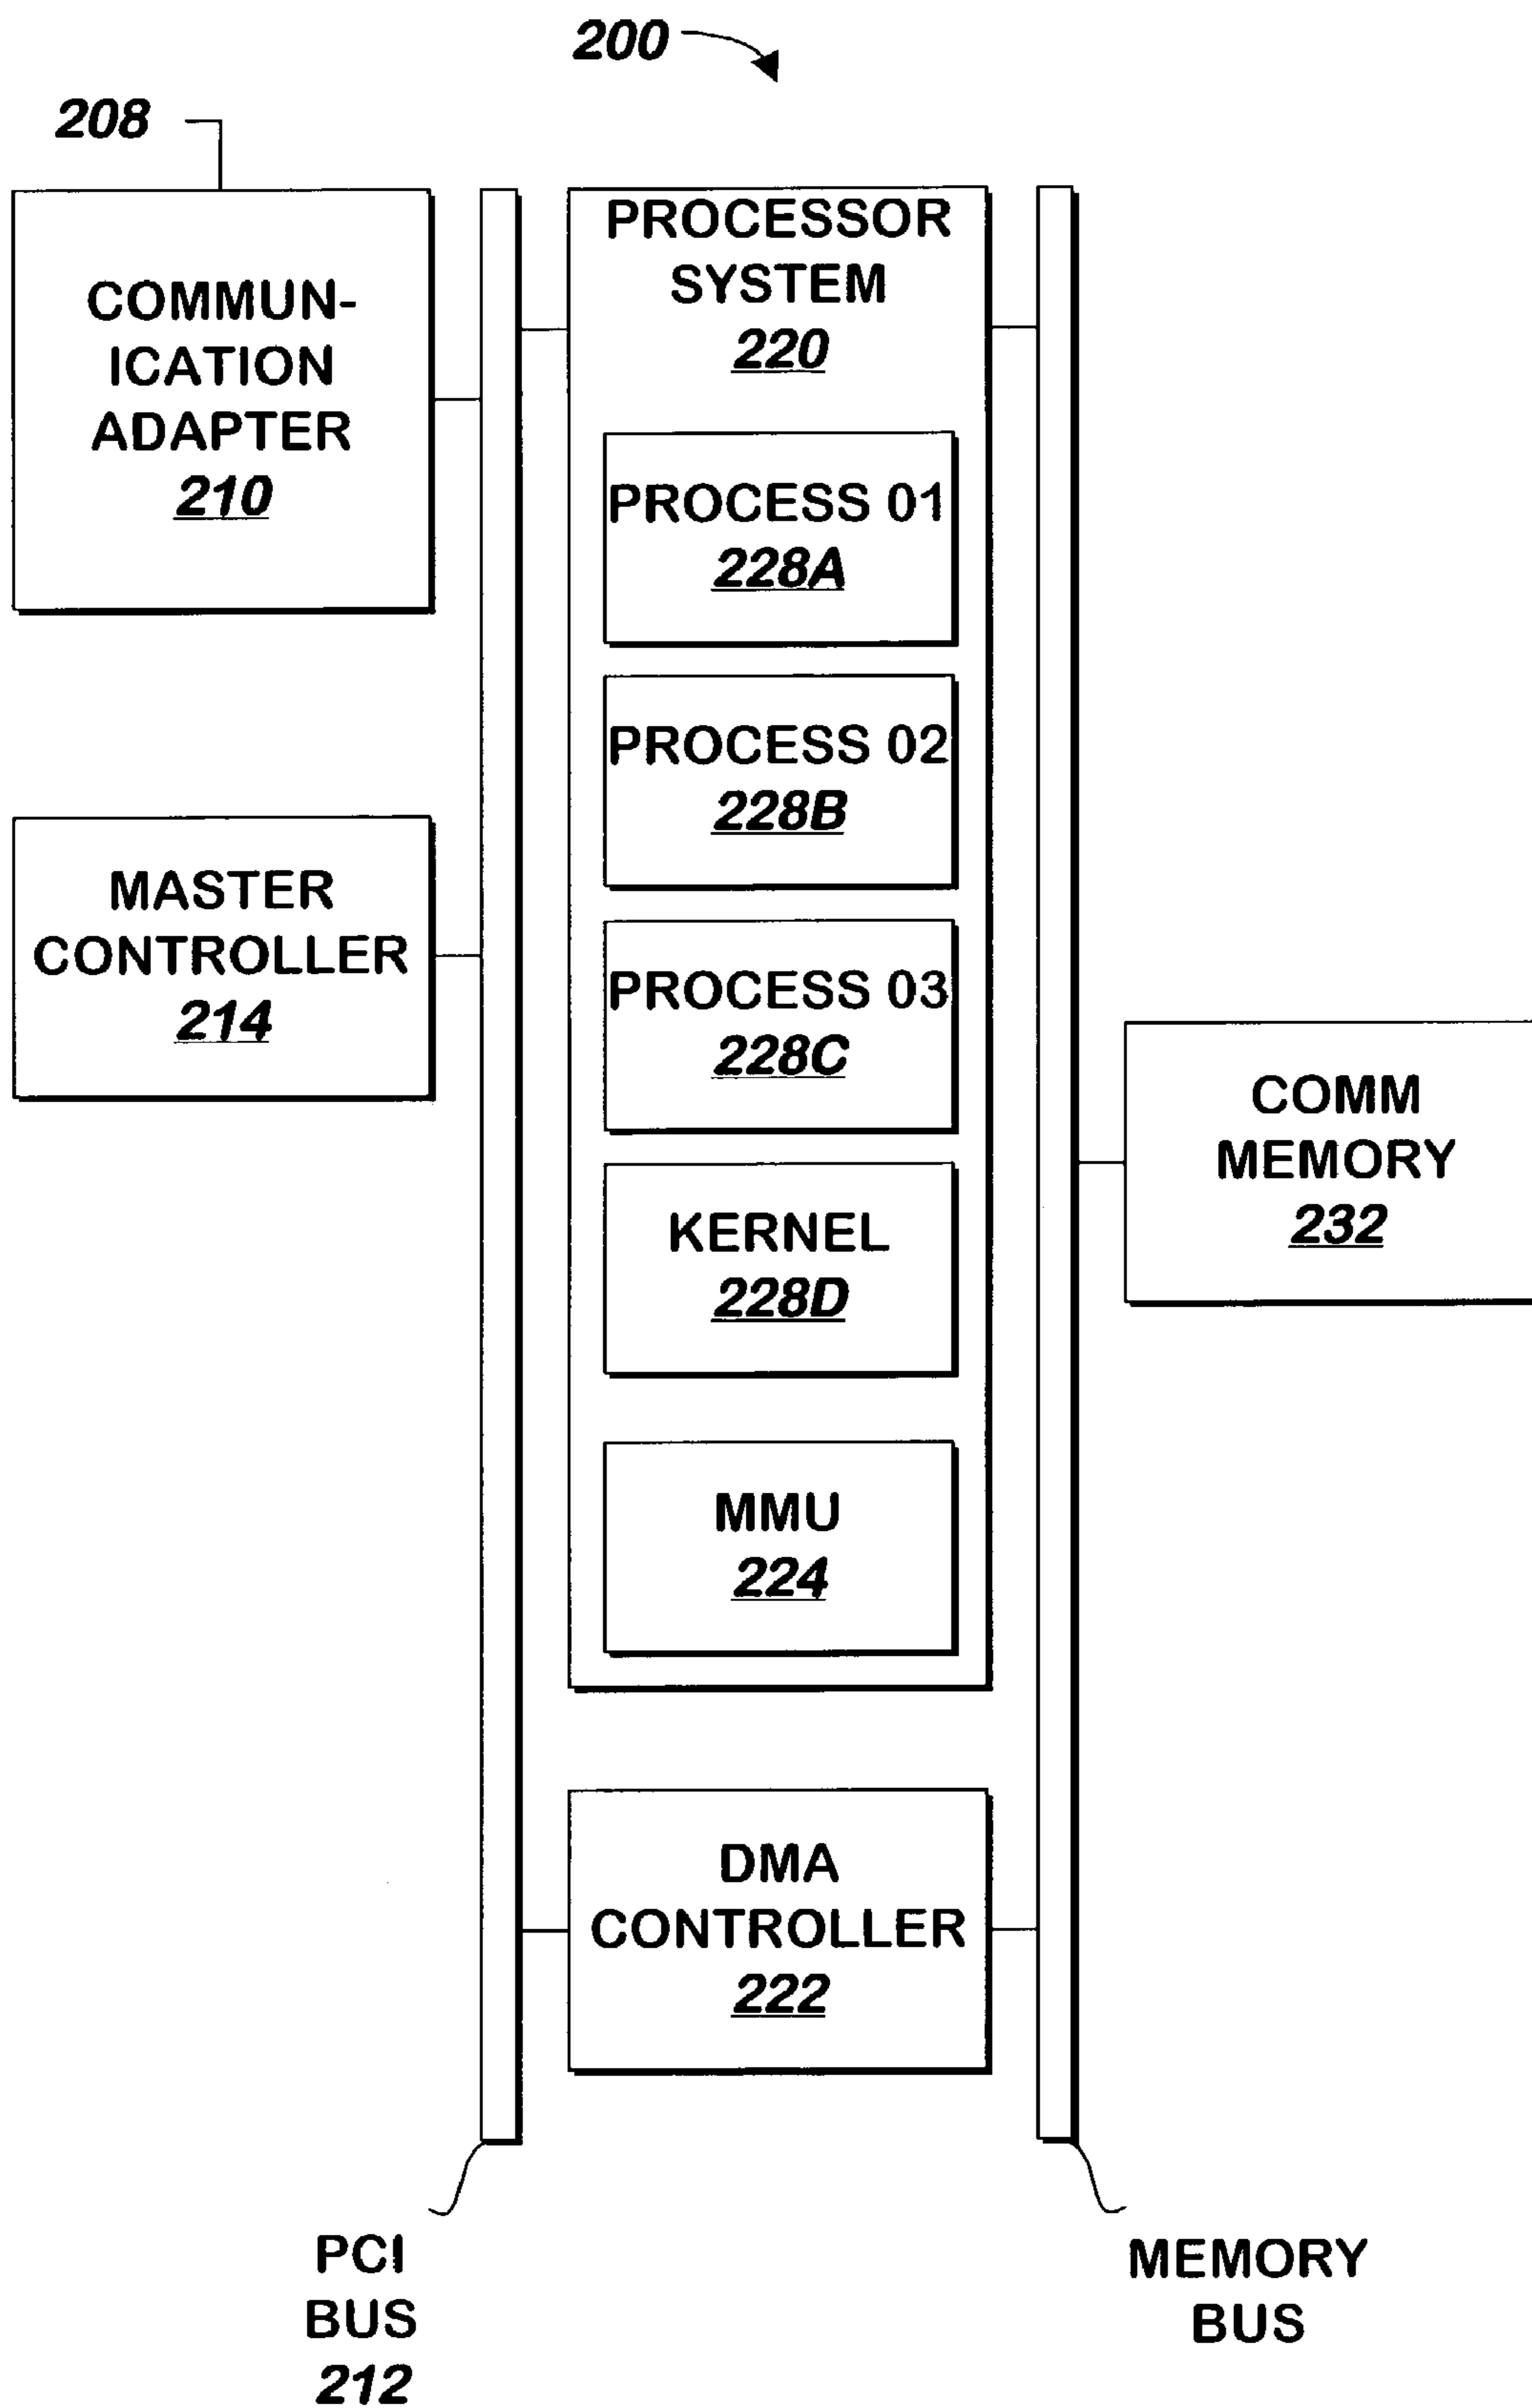 200
208
COMMUN-
ICATION
ADAPTER
210
MASTER
CONTROLLER
214
PROCESSOR
SYSTEM
220
PROCESS 01
228A
PROCESS 02
228B
PROCESS 03
228C
KERNEL
228D
MMU
224
DMA
CONTROLLER
222
COMM
MEMORY
232
PCI
BUS
212
MEMORY
BUS